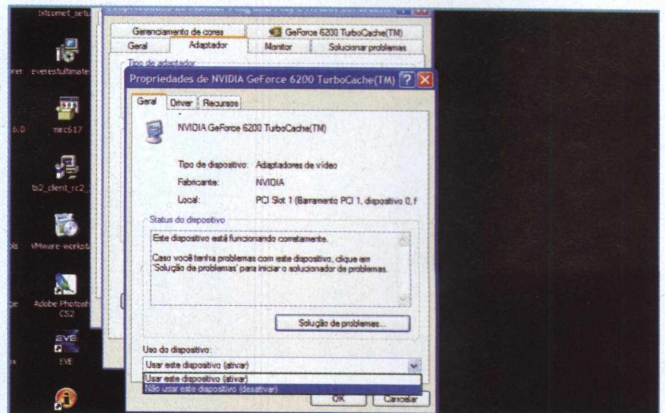 bitcomet_setu
everestultimate
6.0
mirc617
ts2_client_rc2_
VMware-workst
Adobe Photosh
CS2
EVE
Gerenciamento de cores
GeForce 6200 TurboCache(TM)
Geral
Adaptador
Monitor
Solucionar problemas
Tipo de adaptador
Propriedades de NVIDIA GeForce 6200 TurboCache(TM)
Geral
Driver
Recursos
NVIDIA GeForce 6200 TurboCache(TM)
Tipo de dispositivo: Adaptadores de vídeo
Fabricante: NVIDIA
Local: PCI Slot 1 (Barramento PCI 1, dispositivo 0, f
Status do dispositivo
Este dispositivo está funcionando corretamente.
Caso você tenha problemas com este dispositivo, clique em
'Solução de problemas' para iniciar o solucionador de problemas.
Solução de problemas...
Uso do dispositivo:
Usar este dispositivo (ativar)
Usar este dispositivo (ativar)
Não usar este dispositivo (desativar)
OK
Cancelar